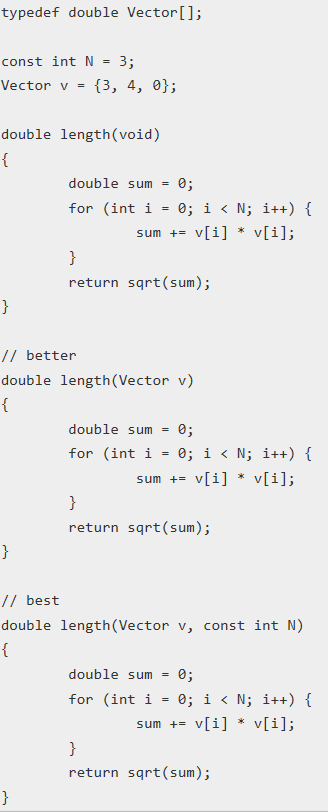 typedef double Vector[];

const int N = 3;
Vector v = {3, 4, 0};

double length(void)
{
        double sum = 0;
        for (int i = 0; i < N; i++) {
                sum += v[i] * v[i];
        }
        return sqrt(sum);
}

// better
double length(Vector v)
{
        double sum = 0;
        for (int i = 0; i < N; i++) {
                sum += v[i] * v[i];
        }
        return sqrt(sum);
}

// best
double length(Vector v, const int N)
{
        double sum = 0;
        for (int i = 0; i < N; i++) {
                sum += v[i] * v[i];
        }
        return sqrt(sum);
}